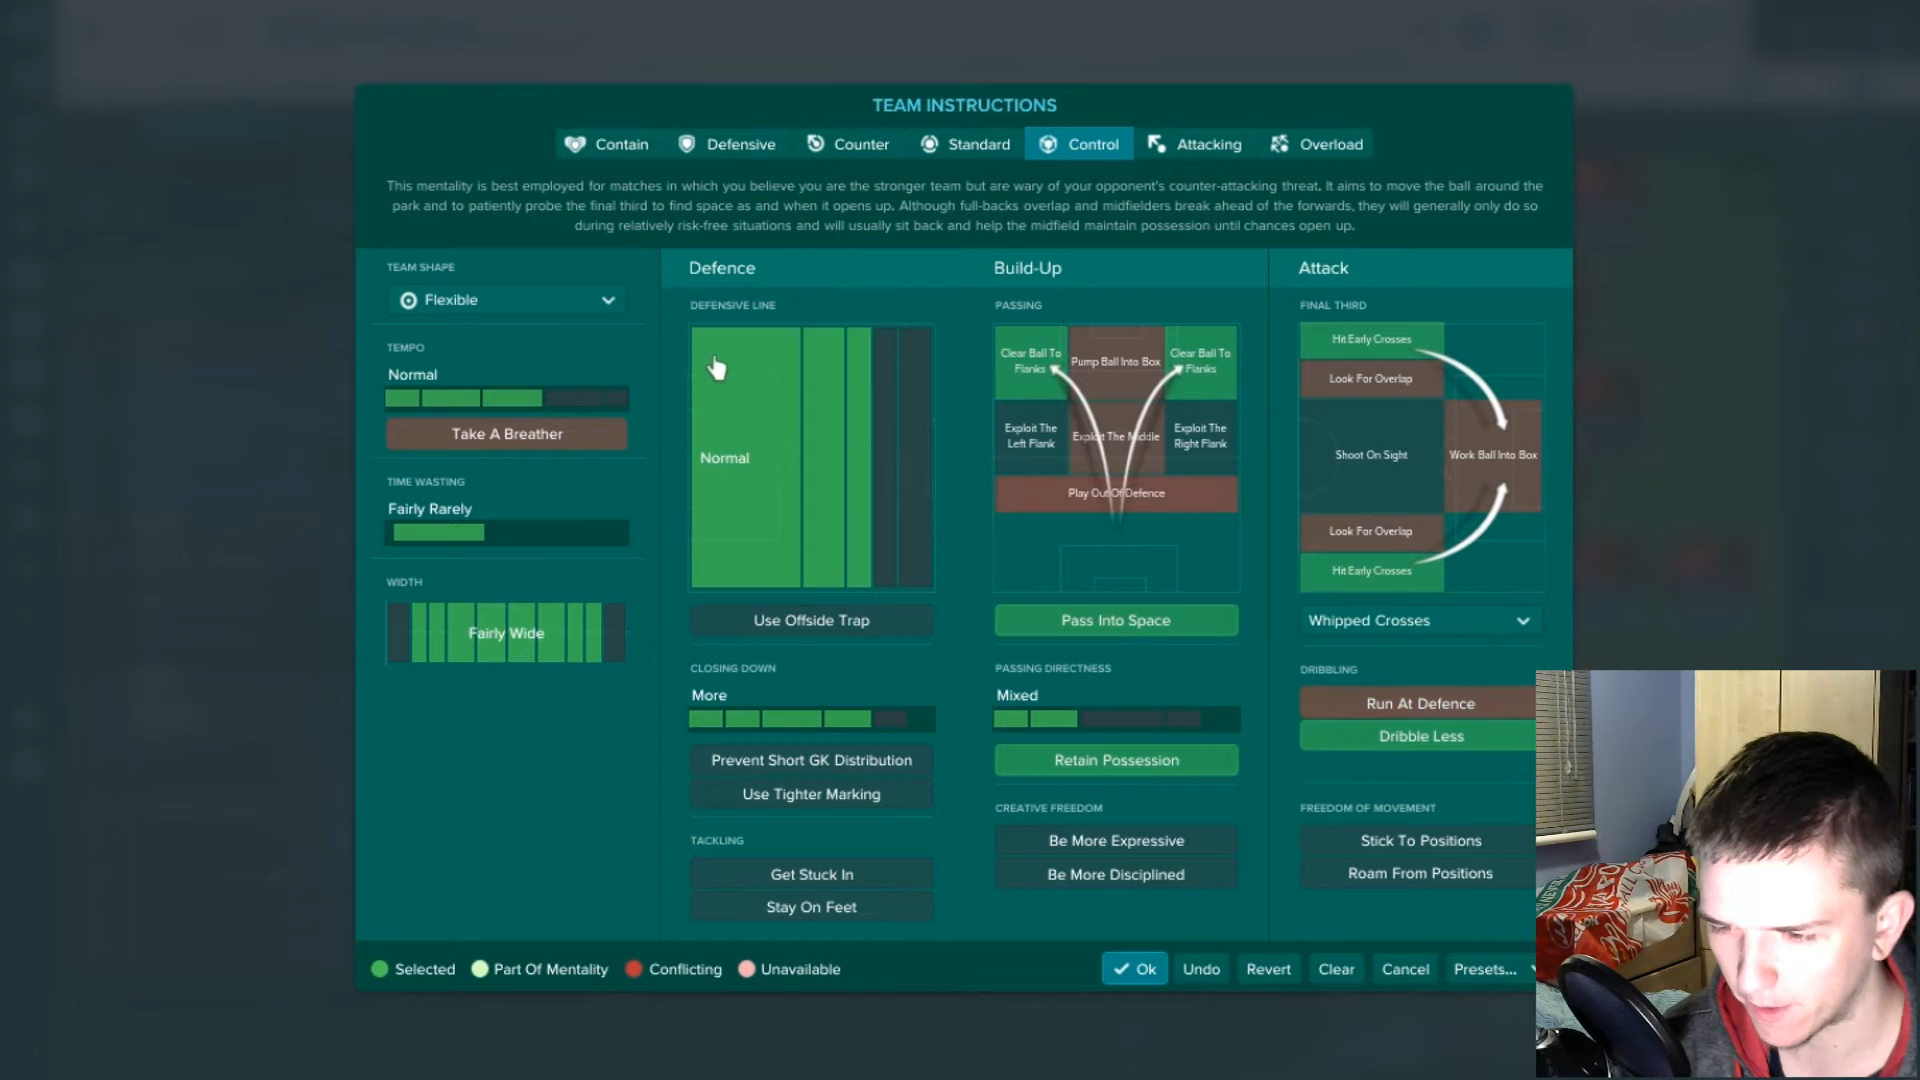 TEAM INSTRUCTIONS
Contain
Defensive
Counter
Standard
Control
Attacking
Overload
This mentality is best employed for matches in which you believe you are the stronger team but are wary of your opponent's counter-attacking threat. It aims to move the ball around the
park and to patiently probe the final third to find space as and when it opens up. Although full-backs overlap and midfielders break ahead of the forwards, they will generally only do so
during relatively risk-free situations and will usually sit back and help the midfield maintain possession until chances open up.
TEAM SHAPE
Flexible
TEMPO
Normal
Take A Breather
TIME WASTING
Fairly Rarely
WIDTH
Fairly Wide
Defence
DEFENSIVE LINE
Normal
Use Offside Trap
CLOSING DOWN
More
Prevent Short GK Distribution
Use Tighter Marking
TACKLING
Get Stuck In
Stay On Feet
Build-Up
PASSING
Clear Ball To
Flanks
Pump Ball Into Box
Clear Ball To
Flanks
Exploit The
Left Flank
Exploit The Middle
Exploit The
Right Flank
Play Out Of Defence
Pass Into Space
PASSING DIRECTNESS
Mixed
Retain Possession
CREATIVE FREEDOM
Be More Expressive
Be More Disciplined
Attack
FINAL THIRD
Hit Early Crosses
Look For Overlap
Shoot On Sight
Work Ball Into Box
Look For Overlap
Hit Early Crosses
Whipped Crosses
DRIBBLING
Run At Defence
Dribble Less
FREEDOM OF MOVEMENT
Stick To Positions
Roam From Positions
Selected
Part Of Mentality
Conflicting
Unavailable
Ok
Undo
Revert
Clear
Cancel
Presets...